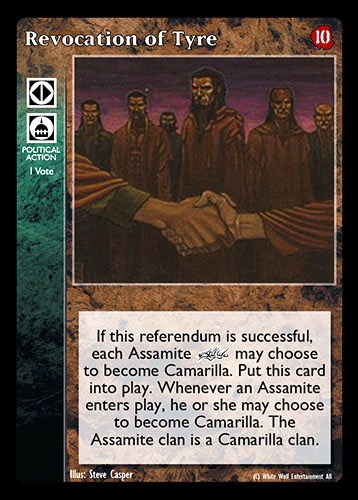 Revocation of Tyre
10
POLITICAL
ACTION
1 Vote
If this referendum is successful,
each Assamite may choose
to become Camarilla. Put this card
into play. Whenever an Assamite
enters play, he or she may choose
to become Camarilla. The
Assamite clan is a Camarilla clan.
Illus: Steve Casper
(C) White Wolf Entertainment AB